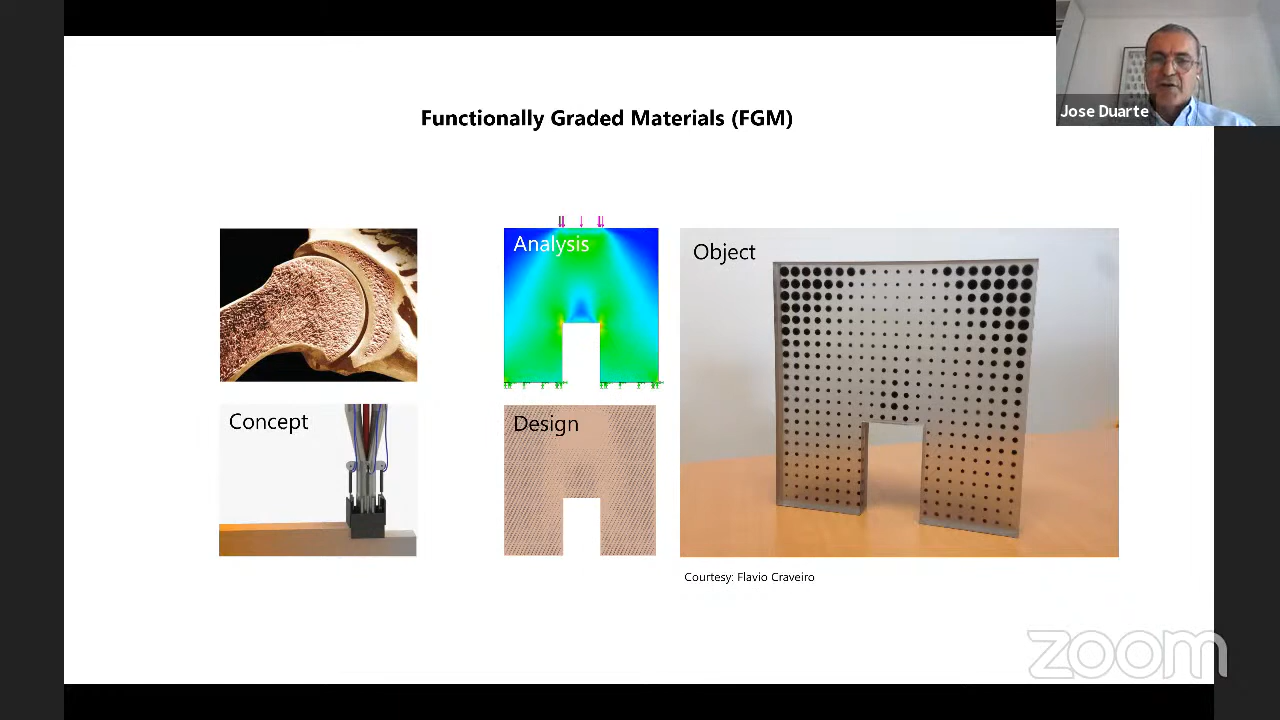 Functionally Graded Materials (FGM)
Jose Duarte
Analysis
Object
Concept
Design
Courtesy: Flavio Craveiro
zoom